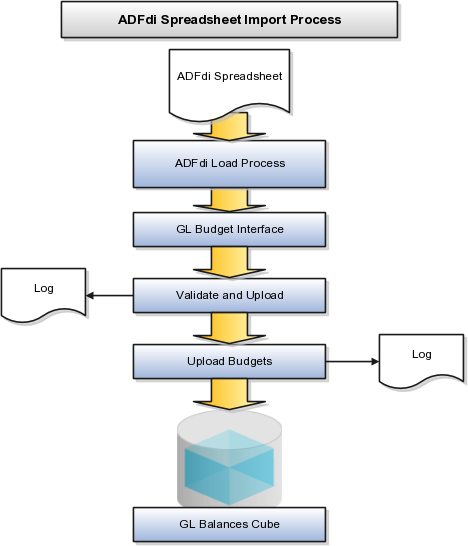 ADFdi Spreadsheet Import Process
ADFdi Spreadsheet
ADFdi Load Process
GL Budget Interface
Log
Validate and Upload
Upload Budgets
Log
GL Balances Cube